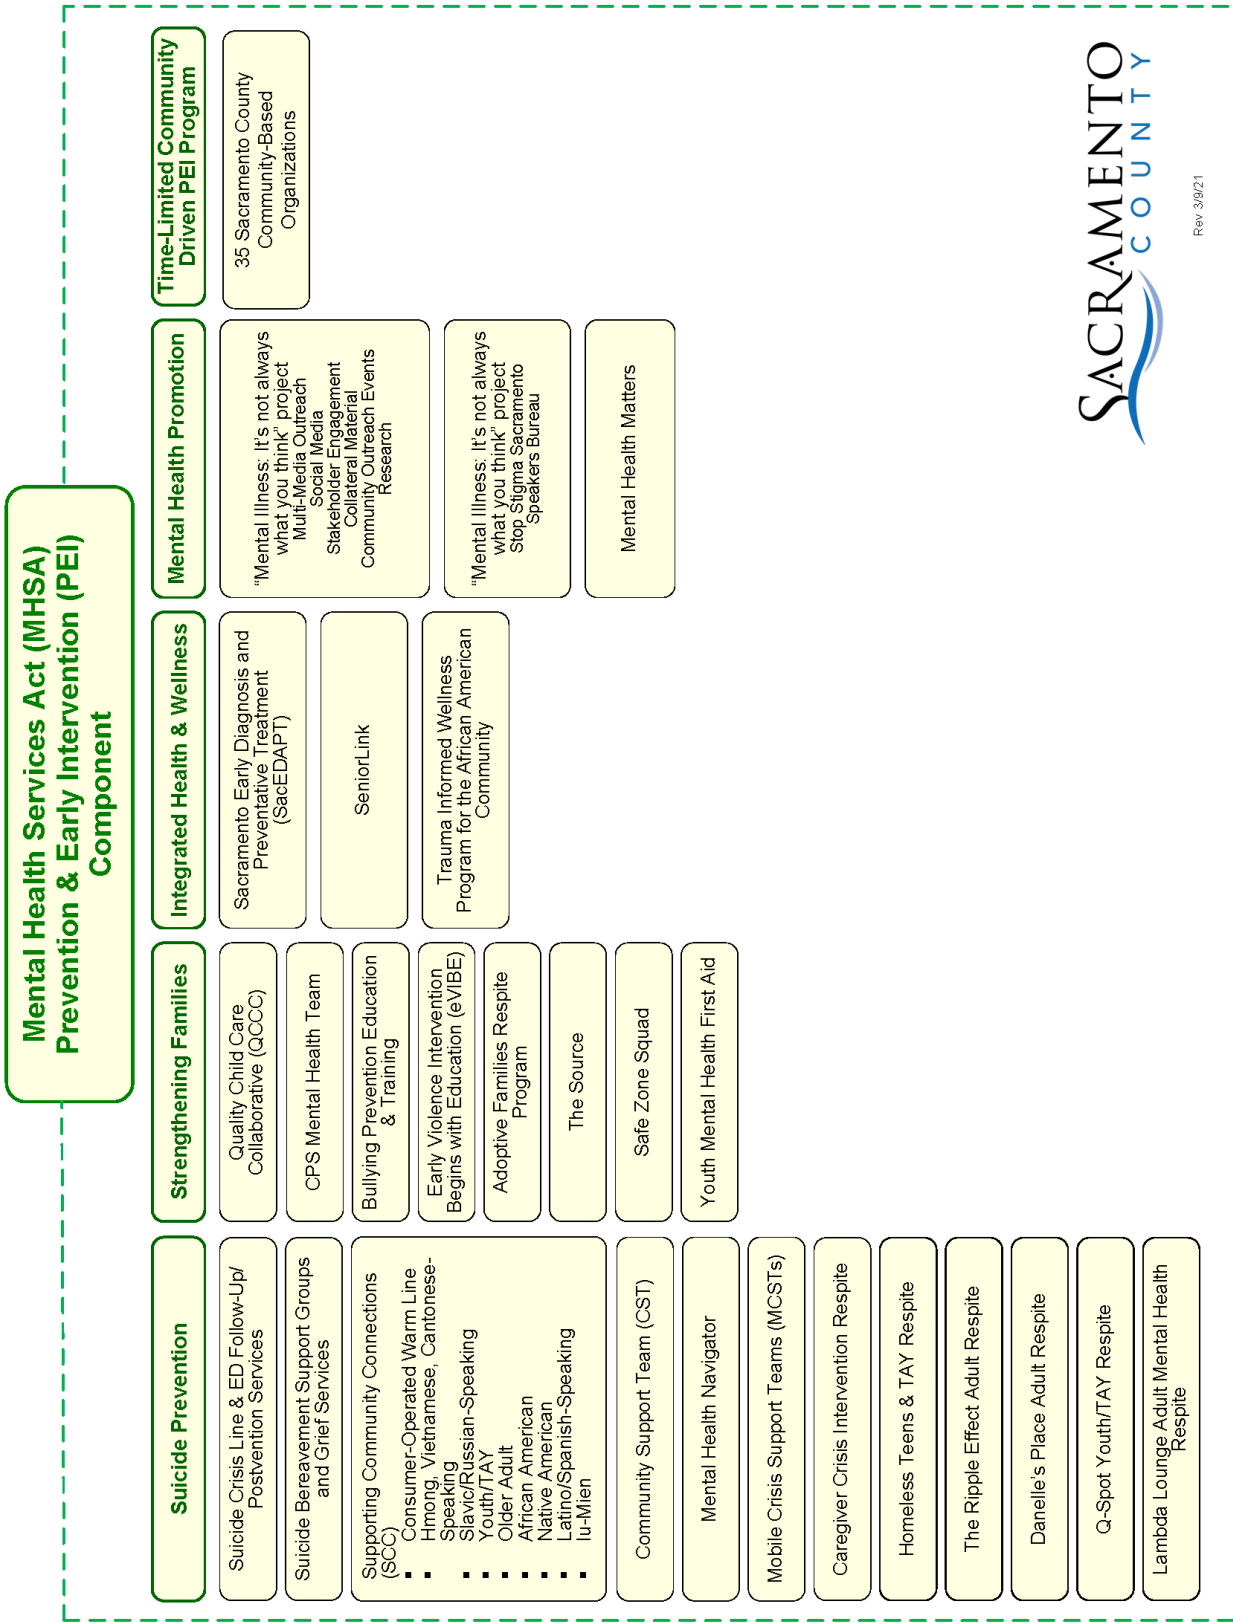 Mental Health Services Act (MHSA)
Prevention & Early Intervention (PEI)
Component
Suicide Prevention
Suicide Crisis Line & ED Follow-Up/
Postvention Services
Suicide Bereavement Support Groups
and Grief Services
Supporting Community Connections
(SCC)
▪ Consumer-Operated Warm Line
▪ Hmong, Vietnamese, Cantonese-
Speaking
▪ Slavic/Russian-Speaking
▪ Youth/TAY
▪ Older Adult
▪ African American
▪ Native American
▪ Latino/Spanish-Speaking
▪ Iu-Mien
Community Support Team (CST)
Mental Health Navigator
Mobile Crisis Support Teams (MCSTs)
Caregiver Crisis Intervention Respite
Homeless Teens & TAY Respite
The Ripple Effect Adult Respite
Danelle's Place Adult Respite
Q-Spot Youth/TAY Respite
Lambda Lounge Adult Mental Health
Respite
Strengthening Families
Quality Child Care
Collaborative (QCCC)
CPS Mental Health Team
Bullying Prevention Education
& Training
Early Violence Intervention
Begins with Education (eVIBE)
Adoptive Families Respite
Program
The Source
Safe Zone Squad
Youth Mental Health First Aid
Integrated Health & Wellness
Sacramento Early Diagnosis and
Preventative Treatment
(SacEDAPT)
SeniorLink
Trauma Informed Wellness
Program for the African American
Community
Mental Health Promotion
"Mental Illness: It's not always
what you think" project
Multi-Media Outreach
Social Media
Stakeholder Engagement
Collateral Material
Community Outreach Events
Research
"Mental Illness: It's not always
what you think" project
Stop Stigma Sacramento
Speakers Bureau
Mental Health Matters
Time-Limited Community
Driven PEI Program
35 Sacramento County
Community-Based
Organizations
SACRAMENTO
COUNTY
Rev 3/9/21